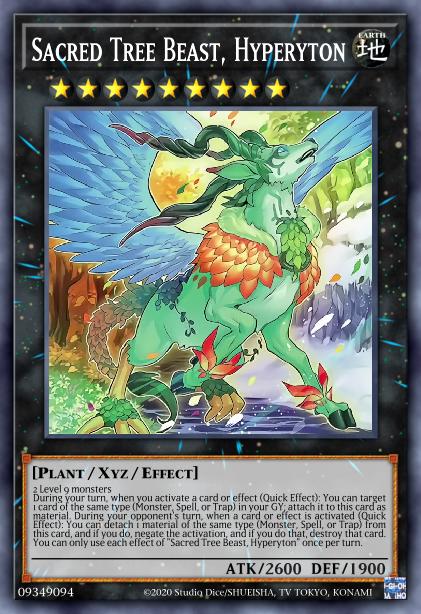 Sacred Tree Beast, Hyperyton
EARTH
地
[Plant / Xyz / Effect]
2 Level 9 monsters
During your turn, when you activate a card or effect (Quick Effect): You can target
1 card of the same type (Monster, Spell, or Trap) in your GY; attach it to this card as
material. During your opponent's turn, when a card or effect is activated (Quick
Effect): You can detach 1 material of the same type (Monster, Spell, or Trap) from
this card, and if you do, negate the activation, and if you do that, destroy that card.
You can only use each effect of "Sacred Tree Beast, Hyperyton" once per turn.
ATK/2600 DEF/1900
09349094
©2020 Studio Dice/SHUEISHA, TV TOKYO, KONAMI